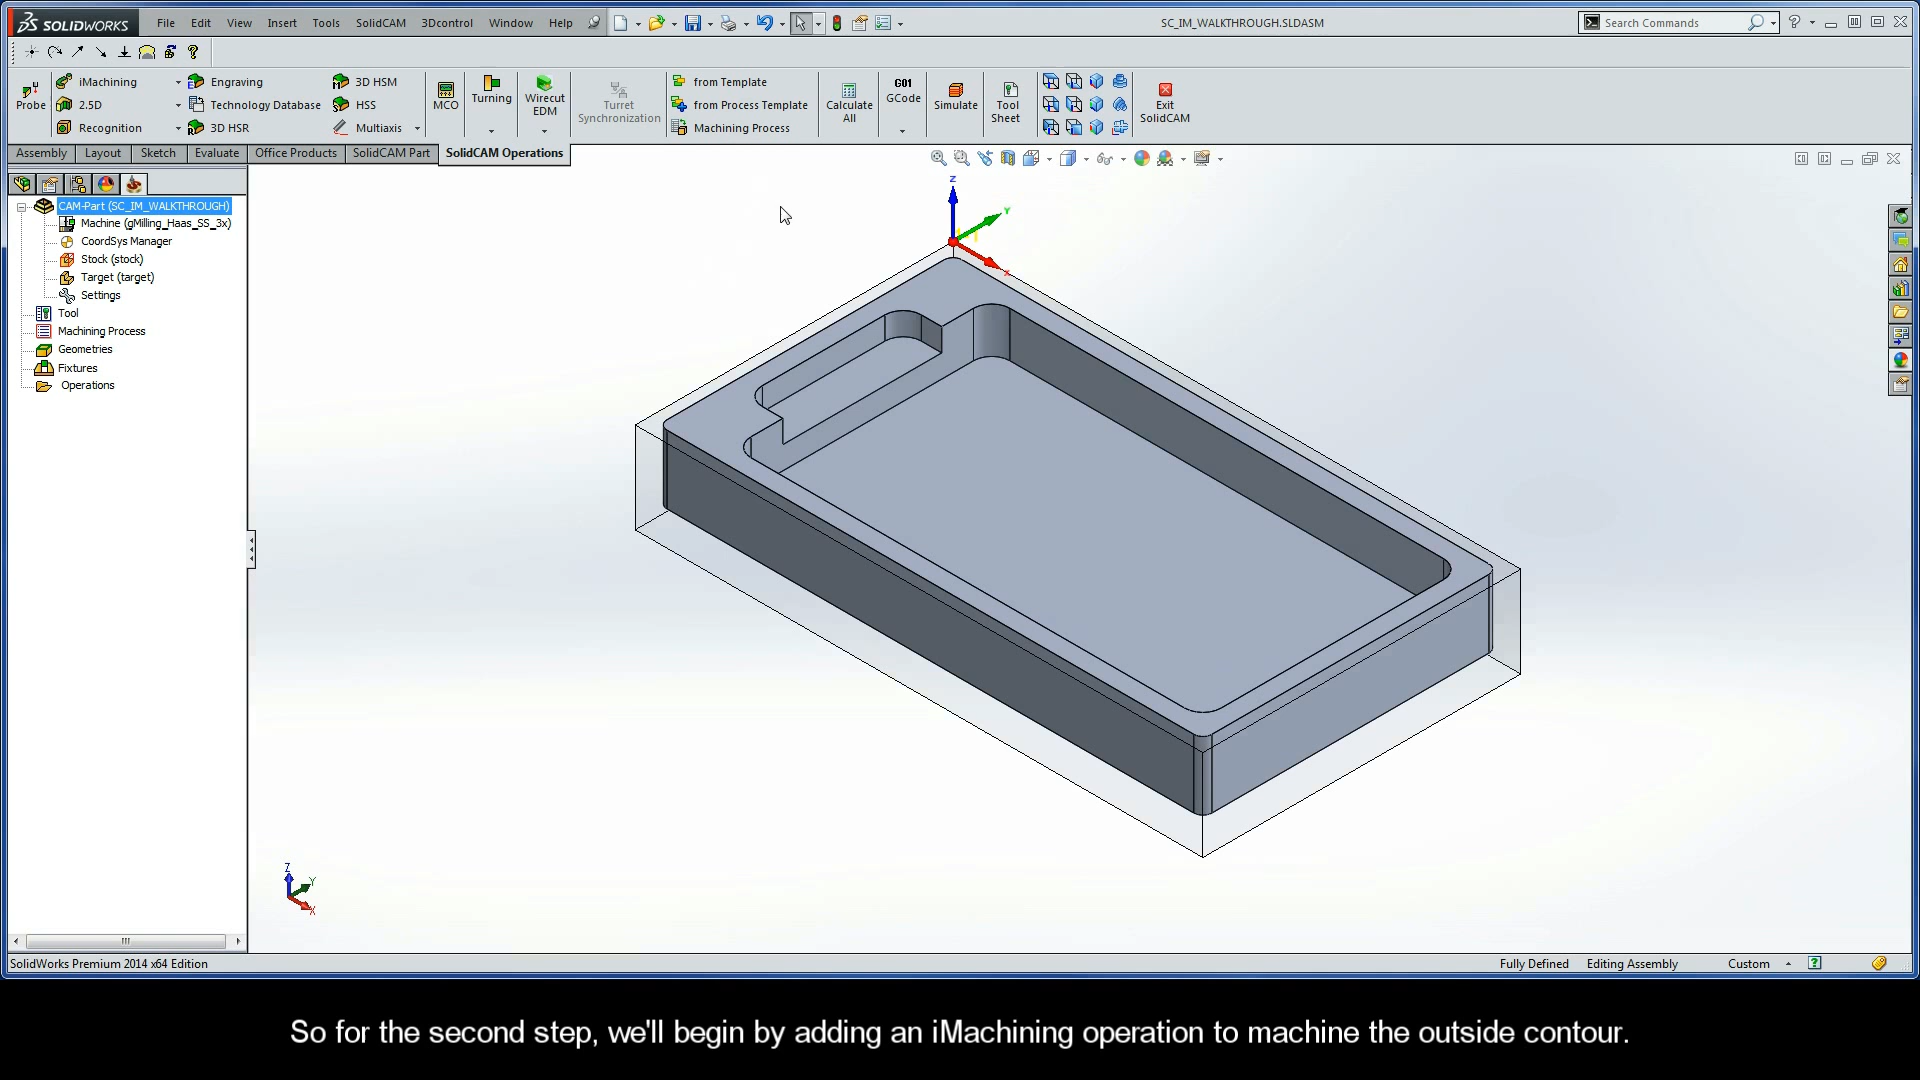 SOLIDWORKS File Edit View Insert Tools SolidCAM 3Dcontrol Window Help SC_IM_WALKTHROUGH.SLDASM Search Commands
Probe iMachining Engraving 3D HSM MCO Turning Wirecut EDM Turret Synchronization from Template Calculate All G01 GCode Simulate Tool Sheet Exit SolidCAM
2.5D Technology Database HSS from Process Template
Recognition 3D HSR Multiaxis Machining Process
Assembly Layout Sketch Evaluate Office Products SolidCAM Part SolidCAM Operations
CAM-Part (SC_IM_WALKTHROUGH)
Machine (gMilling_Haas_SS_3x)
CoordSys Manager
Stock (stock)
Target (target)
Settings
Tool
Machining Process
Geometries
Fixtures
Operations
Z
Y
X
Z
Y
X
SolidWorks Premium 2014 x64 Edition Fully Defined Editing Assembly Custom
So for the second step, we'll begin by adding an iMachining operation to machine the outside contour.